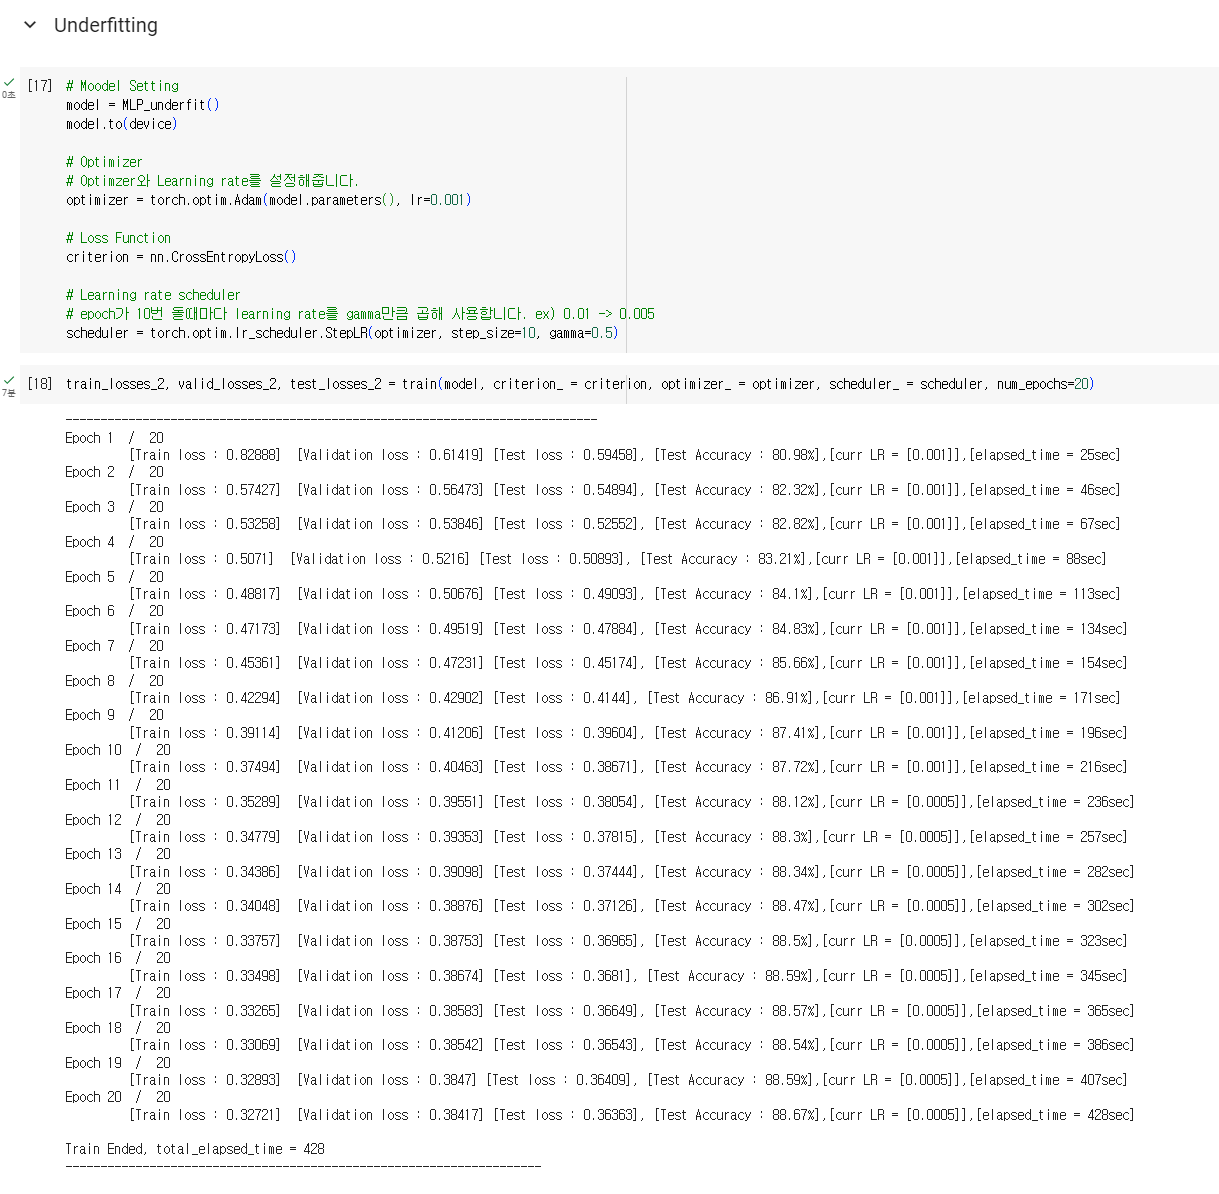 Underfitting
[17] # Moodel Setting
model = MLP_underfit()
model.to(device)
# Optimizer
# Optimzer와 Learning rate를 설정해줍니다.
optimizer = torch.optim.Adam(model.parameters(), lr=0.001)
# Loss Function
criterion = nn.CrossEntropyLoss()
# Learning rate scheduler
# epoch가 10번 돌때마다 learning rate를 gamma만큼 곱해 사용합니다. ex) 0.01 -> 0.005
scheduler = torch.optim.lr_scheduler.StepLR(optimizer, step_size=10, gamma=0.5)
0초
[18] train_losses_2, valid_losses_2, test_losses_2 = train(model, criterion_ = criterion, optimizer_ = optimizer, scheduler_ = scheduler, num_epochs=20)
7분
----------------------------------------------------------------------------
Epoch 1  /  20
[Train loss : 0.82888]  [Validation loss : 0.61419] [Test loss : 0.59458], [Test Accuracy : 80.98%],[curr LR = [0.001]],[elapsed_time = 25sec]
Epoch 2  /  20
[Train loss : 0.57427]  [Validation loss : 0.56473] [Test loss : 0.54894], [Test Accuracy : 82.32%],[curr LR = [0.001]],[elapsed_time = 46sec]
Epoch 3  /  20
[Train loss : 0.53258]  [Validation loss : 0.53846] [Test loss : 0.52552], [Test Accuracy : 82.82%],[curr LR = [0.001]],[elapsed_time = 67sec]
Epoch 4  /  20
[Train loss : 0.5071]  [Validation loss : 0.5216] [Test loss : 0.50893], [Test Accuracy : 83.21%],[curr LR = [0.001]],[elapsed_time = 88sec]
Epoch 5  /  20
[Train loss : 0.48817]  [Validation loss : 0.50676] [Test loss : 0.49093], [Test Accuracy : 84.1%],[curr LR = [0.001]],[elapsed_time = 113sec]
Epoch 6  /  20
[Train loss : 0.47173]  [Validation loss : 0.49519] [Test loss : 0.47884], [Test Accuracy : 84.83%],[curr LR = [0.001]],[elapsed_time = 134sec]
Epoch 7  /  20
[Train loss : 0.45361]  [Validation loss : 0.47231] [Test loss : 0.45174], [Test Accuracy : 85.66%],[curr LR = [0.001]],[elapsed_time = 154sec]
Epoch 8  /  20
[Train loss : 0.42294]  [Validation loss : 0.42902] [Test loss : 0.4144], [Test Accuracy : 86.91%],[curr LR = [0.001]],[elapsed_time = 171sec]
Epoch 9  /  20
[Train loss : 0.39114]  [Validation loss : 0.41206] [Test loss : 0.39604], [Test Accuracy : 87.41%],[curr LR = [0.001]],[elapsed_time = 196sec]
Epoch 10  /  20
[Train loss : 0.37494]  [Validation loss : 0.40463] [Test loss : 0.38671], [Test Accuracy : 87.72%],[curr LR = [0.001]],[elapsed_time = 216sec]
Epoch 11  /  20
[Train loss : 0.35289]  [Validation loss : 0.39551] [Test loss : 0.38054], [Test Accuracy : 88.12%],[curr LR = [0.0005]],[elapsed_time = 236sec]
Epoch 12  /  20
[Train loss : 0.34779]  [Validation loss : 0.39353] [Test loss : 0.37815], [Test Accuracy : 88.3%],[curr LR = [0.0005]],[elapsed_time = 257sec]
Epoch 13  /  20
[Train loss : 0.34386]  [Validation loss : 0.39098] [Test loss : 0.37444], [Test Accuracy : 88.34%],[curr LR = [0.0005]],[elapsed_time = 282sec]
Epoch 14  /  20
[Train loss : 0.34048]  [Validation loss : 0.38876] [Test loss : 0.37126], [Test Accuracy : 88.47%],[curr LR = [0.0005]],[elapsed_time = 302sec]
Epoch 15  /  20
[Train loss : 0.33757]  [Validation loss : 0.38753] [Test loss : 0.36965], [Test Accuracy : 88.5%],[curr LR = [0.0005]],[elapsed_time = 323sec]
Epoch 16  /  20
[Train loss : 0.33498]  [Validation loss : 0.38674] [Test loss : 0.3681], [Test Accuracy : 88.59%],[curr LR = [0.0005]],[elapsed_time = 345sec]
Epoch 17  /  20
[Train loss : 0.33265]  [Validation loss : 0.38583] [Test loss : 0.36649], [Test Accuracy : 88.57%],[curr LR = [0.0005]],[elapsed_time = 365sec]
Epoch 18  /  20
[Train loss : 0.33069]  [Validation loss : 0.38542] [Test loss : 0.36543], [Test Accuracy : 88.54%],[curr LR = [0.0005]],[elapsed_time = 386sec]
Epoch 19  /  20
[Train loss : 0.32893]  [Validation loss : 0.3847] [Test loss : 0.36409], [Test Accuracy : 88.59%],[curr LR = [0.0005]],[elapsed_time = 407sec]
Epoch 20  /  20
[Train loss : 0.32721]  [Validation loss : 0.38417] [Test loss : 0.36363], [Test Accuracy : 88.67%],[curr LR = [0.0005]],[elapsed_time = 428sec]
Train Ended, total_elapsed_time = 428
--------------------------------------------------------------------